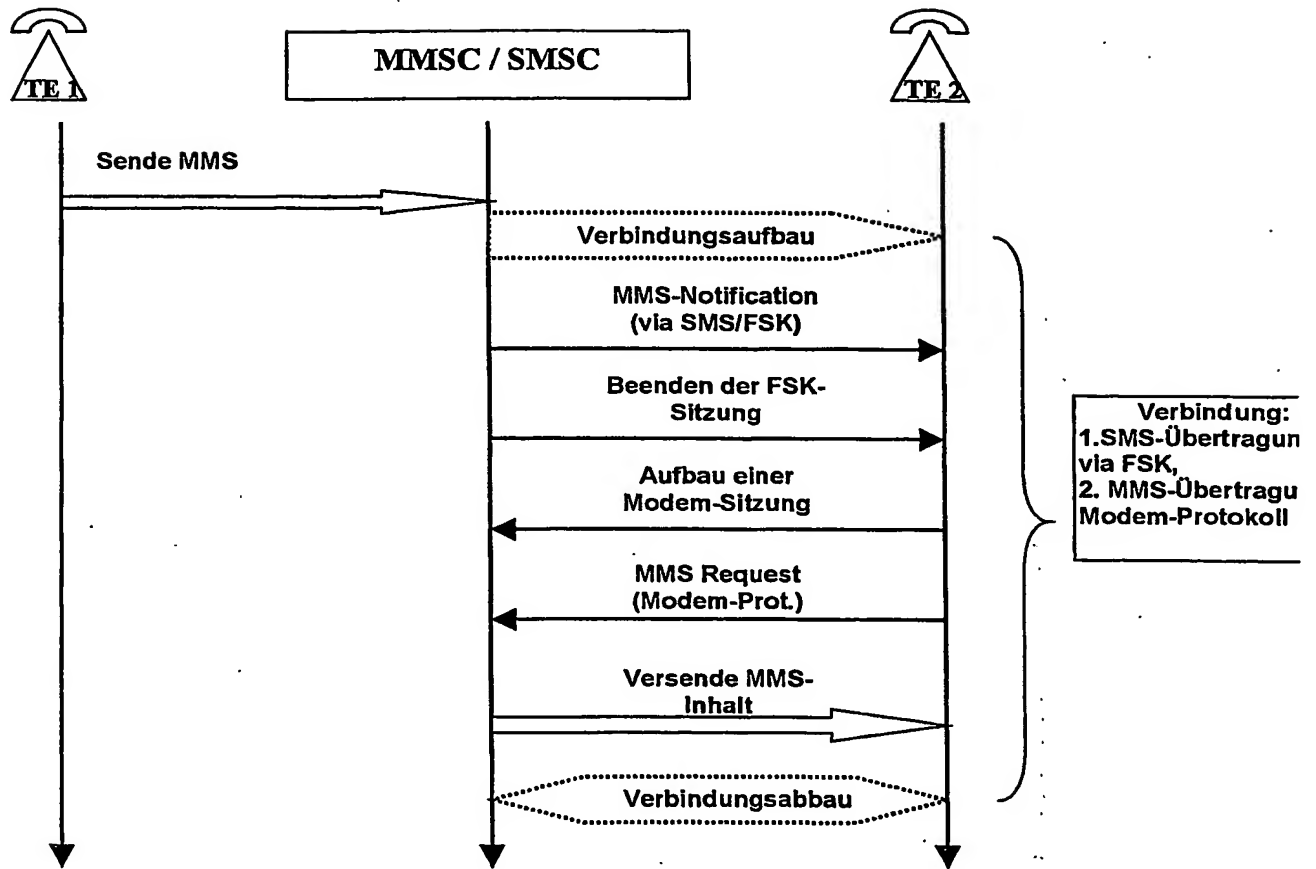 TE 1
MMSC / SMSC
TE 2
Sende MMS
Verbindungsaufbau
MMS-Notification
(via SMS/FSK)
Beenden der FSK-
Sitzung
Aufbau einer
Modem-Sitzung
MMS Request
(Modem-Prot.)
Versende MMS-
Inhalt
Verbindungsabbau
Verbindung:
1.SMS-Übertragun
via FSK,
2. MMS-Übertragu
Modem-Protokoll